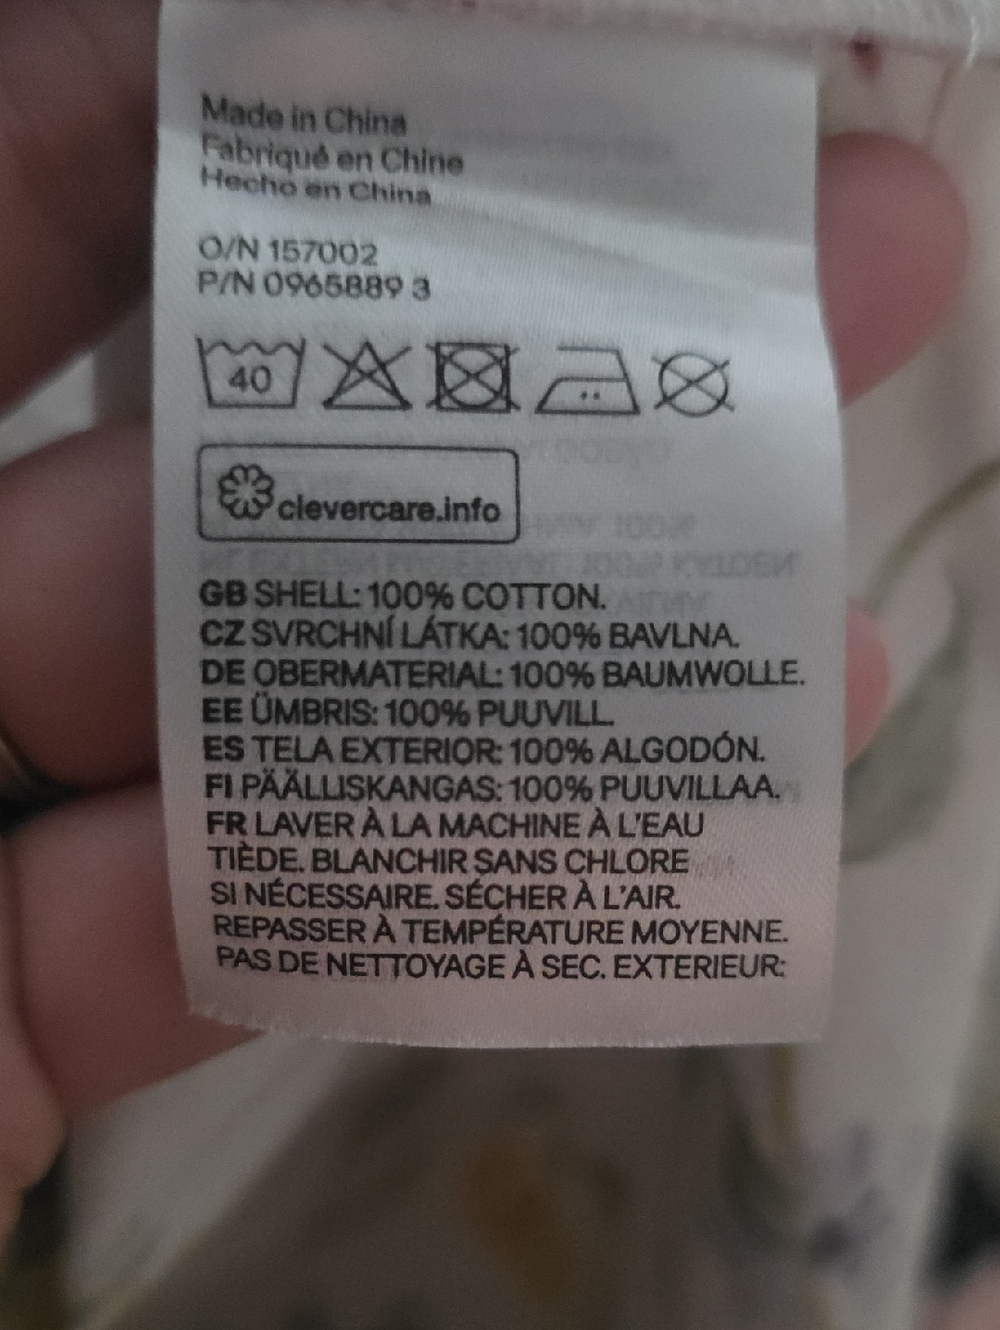 Made in China
Fabriqué en Chine
Hecho en China
O/N 157002
P/N 0965889 3
40
clevercare.info
GB SHELL: 100% COTTON.
CZ SVRCHNÍ LÁTKA: 100% BAVLNA.
DE OBERMATERIAL: 100% BAUMWOLLE.
EE ÜMBRIS: 100% PUUVILL.
ES TELA EXTERIOR: 100% ALGODÓN.
FI PÄÄLLISKANGAS: 100% PUUVILLAA.
FR LAVER À LA MACHINE À L'EAU
TIÈDE. BLANCHIR SANS CHLORE
SI NÉCESSAIRE. SÉCHER À L'AIR.
REPASSER À TEMPÉRATURE MOYENNE.
PAS DE NETTOYAGE À SEC. EXTERIEUR: